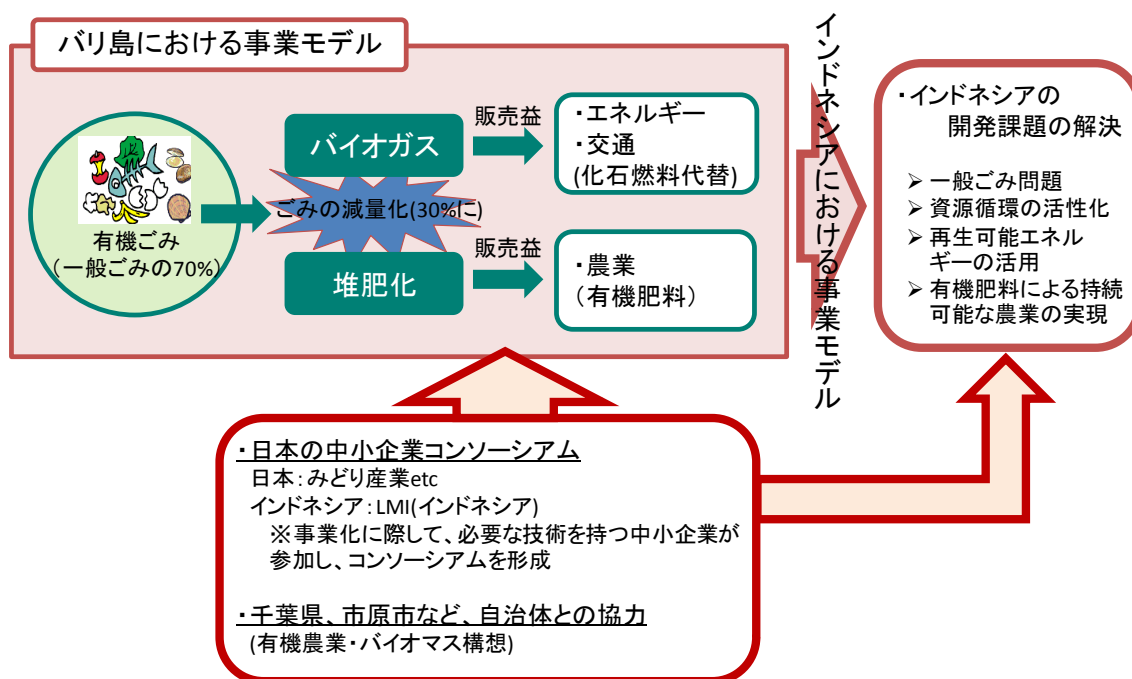 バリ島における事業モデル
有機ごみ
（一般ごみの70%）
バイオガス
ごみの減量化(30%に)
堆肥化
販売益
・エネルギー
・交通
(化石燃料代替)
販売益
・農業
（有機肥料）
インドネシアにおける事業モデル
・インドネシアの
開発課題の解決
➢ 一般ごみ問題
➢ 資源循環の活性化
➢ 再生可能エネル
ギーの活用
➢ 有機肥料による持続
可能な農業の実現
・日本の中小企業コンソーシアム
日本：みどり産業etc
インドネシア：LMI(インドネシア)
※事業化に際して、必要な技術を持つ中小企業が
参加し、コンソーシアムを形成
・千葉県、市原市など、自治体との協力
(有機農業・バイオマス構想)